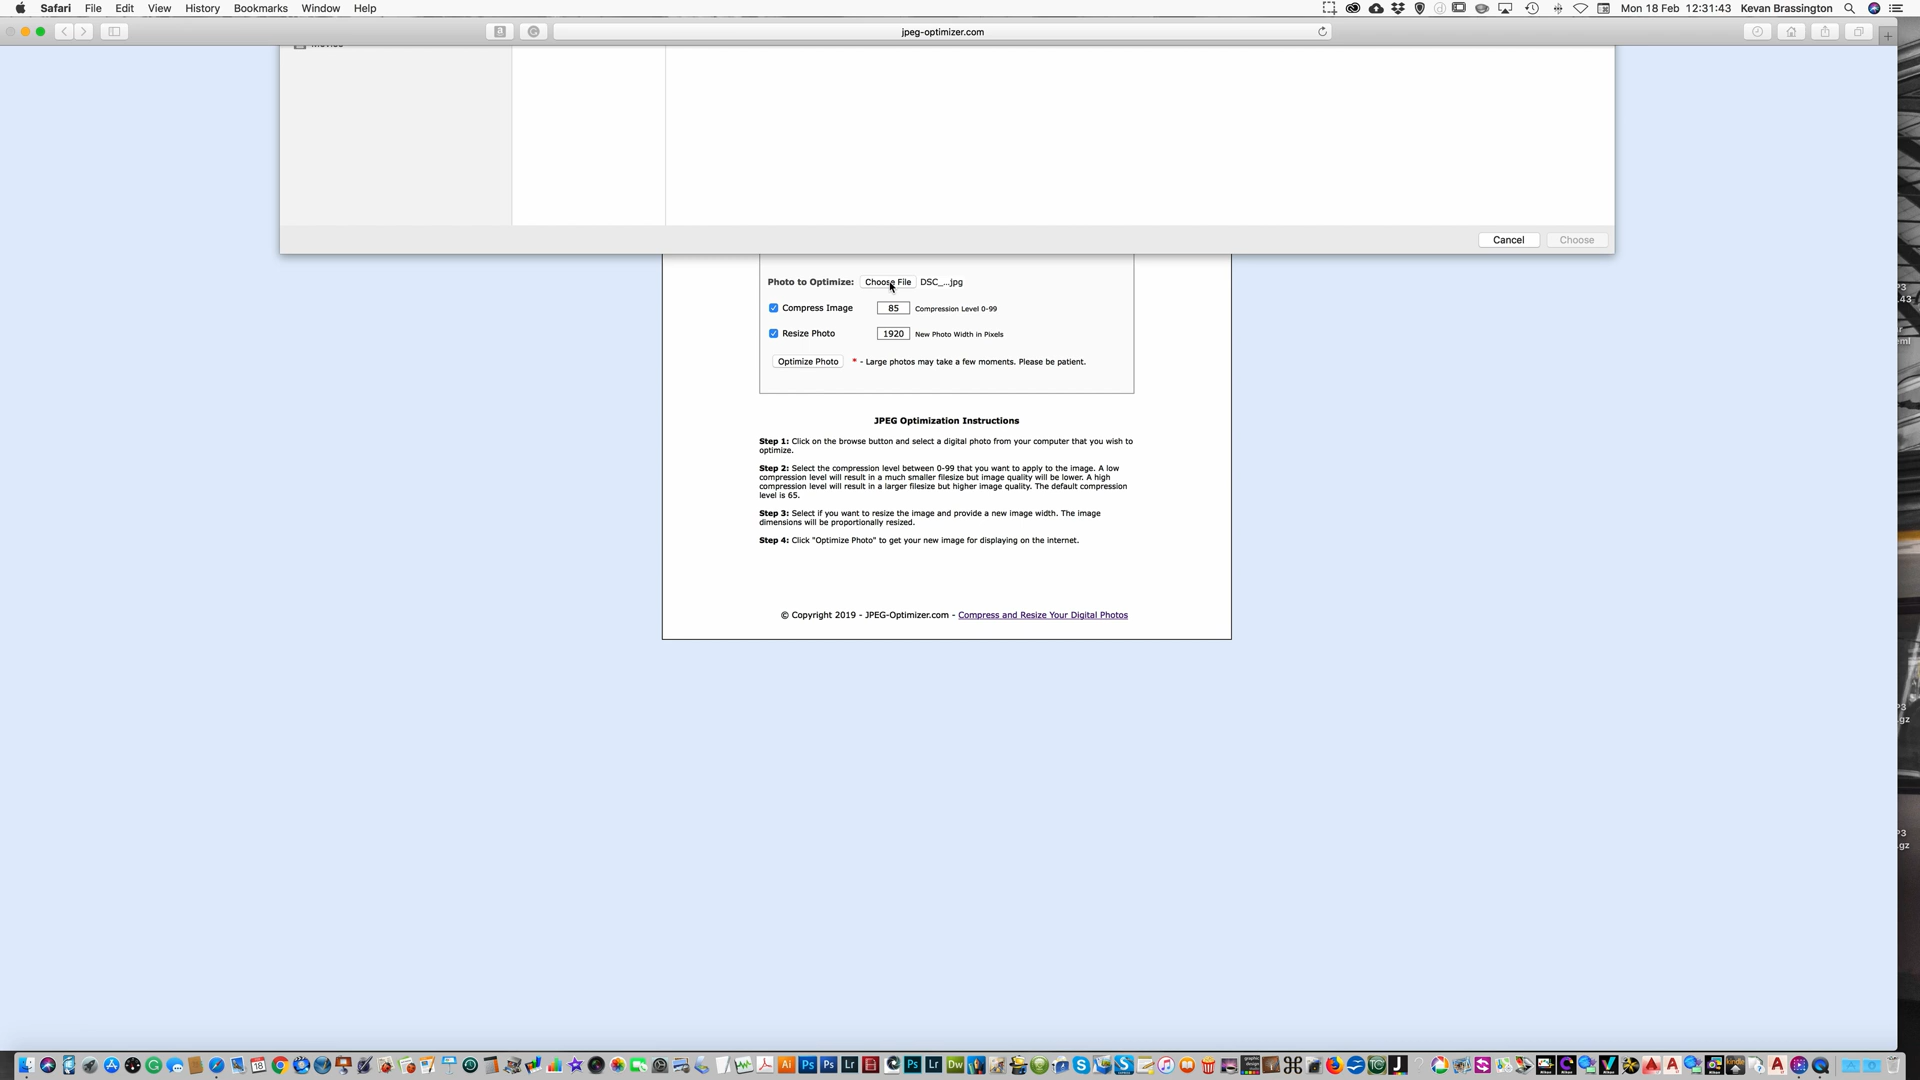 Safari File Edit View History Bookmarks Window Help Mon 18 Feb 12:31:43 Kevan Brassington
jpeg-optimizer.com
Cancel Choose
Photo to Optimize: Choose File DSC_...jpg
Compress Image 85 Compression Level 0-99
Resize Photo 1920 New Photo Width in Pixels
Optimize Photo * - Large photos may take a few moments. Please be patient.
JPEG Optimization Instructions
Step 1: Click on the browse button and select a digital photo from your computer that you wish to
optimize.
Step 2: Select the compression level between 0-99 that you want to apply to the image. A low
compression level will result in a much smaller filesize but image quality will be lower. A high
compression level will result in a larger filesize but higher image quality. The default compression
level is 65.
Step 3: Select if you want to resize the image and provide a new image width. The image
dimensions will be proportionally resized.
Step 4: Click "Optimize Photo" to get your new image for displaying on the internet.
© Copyright 2019 - JPEG-Optimizer.com - Compress and Resize Your Digital Photos